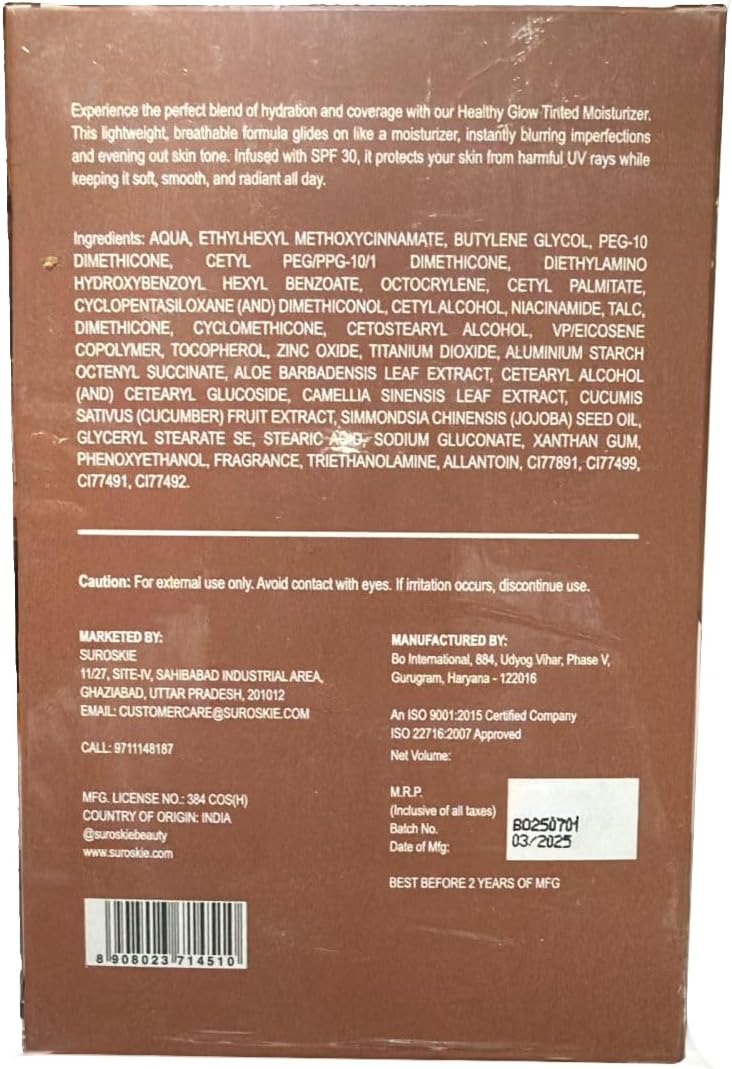 Experience the perfect blend of hydration and coverage with our Healthy Glow Tinted Moisturizer.
This lightweight, breathable formula glides on like a moisturizer, instantly blurring imperfections
and evening out skin tone. Infused with SPF 30, it protects your skin from harmful UV rays while
keeping it soft, smooth, and radiant all day.
Ingredients: AQUA, ETHYLHEXYL METHOXYCINNAMATE, BUTYLENE GLYCOL, PEG-10
DIMETHICONE, CETYL PEG/PPG-10/1 DIMETHICONE, DIETHYLAMINO
HYDROXYBENZOYL HEXYL BENZOATE, OCTOCRYLENE, CETYL PALMITATE,
CYCLOPENTASILOXANE (AND) DIMETHICONOL, CETYL ALCOHOL, NIACINAMIDE, TALC,
DIMETHICONE, CYCLOMETHICONE, CETOSTEARYL ALCOHOL, VP/EICOSENE
COPOLYMER, TOCOPHEROL, ZINC OXIDE, TITANIUM DIOXIDE, ALUMINIUM STARCH
OCTENYL SUCCINATE, ALOE BARBADENSIS LEAF EXTRACT, CETEARYL ALCOHOL
(AND) CETEARYL GLUCOSIDE, CAMELLIA SINENSIS LEAF EXTRACT, CUCUMIS
SATIVUS (CUCUMBER) FRUIT EXTRACT, SIMMONDSIA CHINENSIS (JOJOBA) SEED OIL,
GLYCERYL STEARATE SE, STEARIC ACID, SODIUM GLUCONATE, XANTHAN GUM,
PHENOXYETHANOL, FRAGRANCE, TRIETHANOLAMINE, ALLANTOIN, CI77891, CI77499,
CI77491, CI77492.
Caution: For external use only. Avoid contact with eyes. If irritation occurs, discontinue use.
MARKETED BY:
SUROSKIE
11/27, SITE-IV, SAHIBABAD INDUSTRIAL AREA,
GHAZIABAD, UTTAR PRADESH, 201012
EMAIL: CUSTOMERCARE@SUROSKIE.COM
CALL: 9711148187
MFG. LICENSE NO.: 384 COS(H)
COUNTRY OF ORIGIN: INDIA
@suroskiebeauty
www.suroskie.com
8 908023 714510
MANUFACTURED BY:
Bo International, 884, Udyog Vihar, Phase V,
Gurugram, Haryana - 122016
An ISO 9001:2015 Certified Company
ISO 22716:2007 Approved
Net Volume:
M.R.P.
(Inclusive of all taxes)
Batch No. BO250701
Date of Mfg: 03/2025
BEST BEFORE 2 YEARS OF MFG